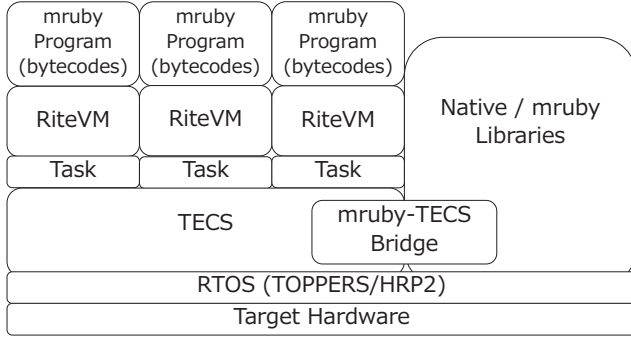 mruby
Program
(bytecodes)
mruby
Program
(bytecodes)
mruby
Program
(bytecodes)
RiteVM
RiteVM
RiteVM
Native / mruby
Libraries
Task
Task
Task
TECS
mruby-TECS
Bridge
RTOS (TOPPERS/HRP2)
Target Hardware